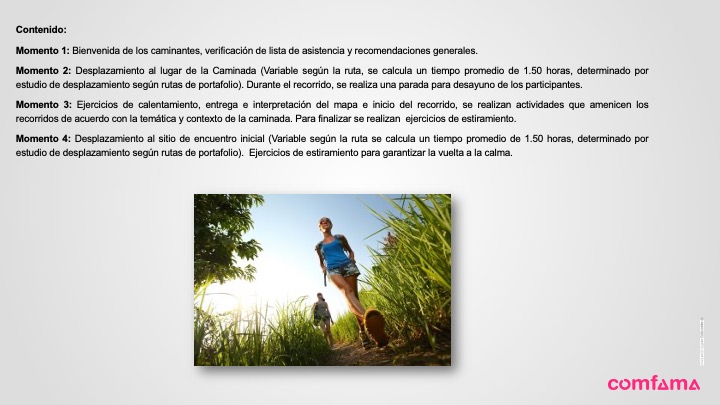 Contenido:
Momento 1: Bienvenida de los caminantes, verificación de lista de asistencia y recomendaciones generales.
Momento 2: Desplazamiento al lugar de la Caminada (Variable según la ruta, se calcula un tiempo promedio de 1.50 horas, determinado por
estudio de desplazamiento según rutas de portafolio). Durante el recorrido, se realiza una parada para desayuno de los participantes.
Momento 3: Ejercicios de calentamiento, entrega e interpretación del mapa e inicio del recorrido, se realizan actividades que amenicen los
recorridos de acuerdo con la temática y contexto de la caminada. Para finalizar se realizan ejercicios de estiramiento.
Momento 4: Desplazamiento al sitio de encuentro inicial (Variable según la ruta se calcula un tiempo promedio de 1.50 horas, determinado por
estudio de desplazamiento según rutas de portafolio). Ejercicios de estiramiento para garantizar la vuelta a la calma.
comfama